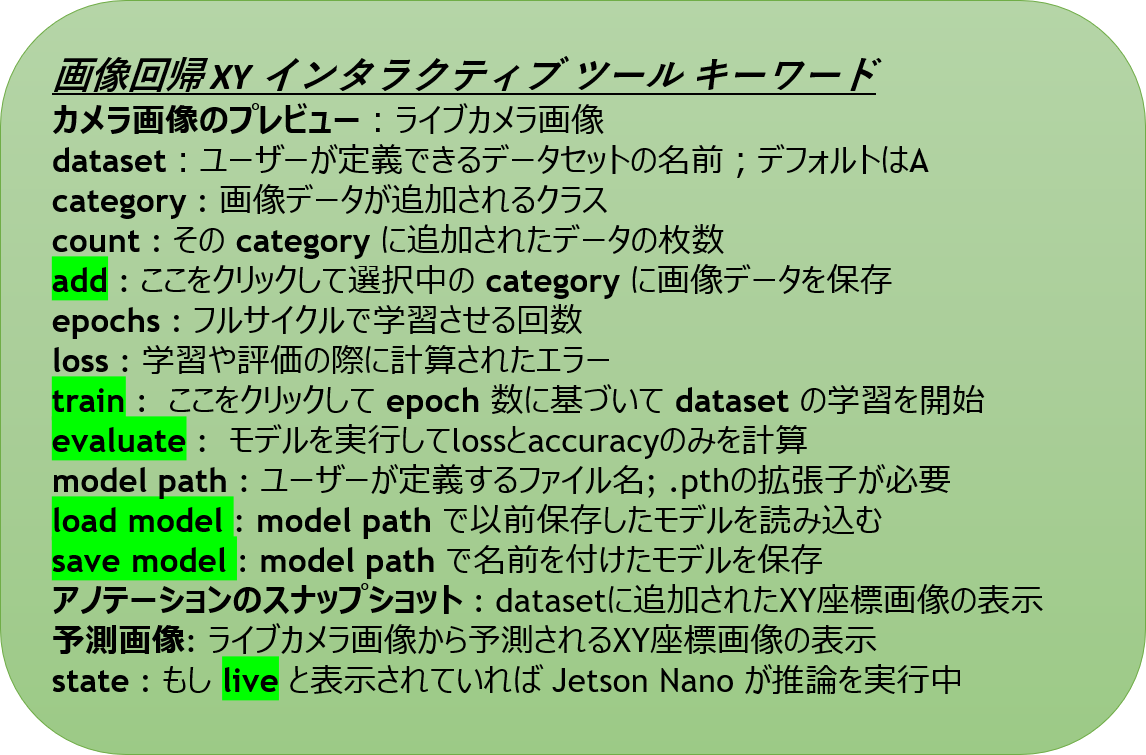 画像回帰 XY インタラクティブ ツール キーワード
カメラ画像のプレビュー : ライブカメラ画像
dataset : ユーザーが定義できるデータセットの名前 ; デフォルトはA
category : 画像データが追加されるクラス
count : その category に追加されたデータの枚数
add : ここをクリックして選択中の category に画像データを保存
epochs : フルサイクルで学習させる回数
loss : 学習や評価の際に計算されたエラー
train : ここをクリックして epoch 数に基づいて dataset の学習を開始
evaluate : モデルを実行してlossとaccuracyのみを計算
model path : ユーザーが定義するファイル名; .pthの拡張子が必要
load model : model path で以前保存したモデルを読み込む
save model : model path で名前を付けたモデルを保存
アノテーションのスナップショット : datasetに追加されたXY座標画像の表示
予測画像: ライブカメラ画像から予測されるXY座標画像の表示
state : もし live と表示されていれば Jetson Nano が推論を実行中